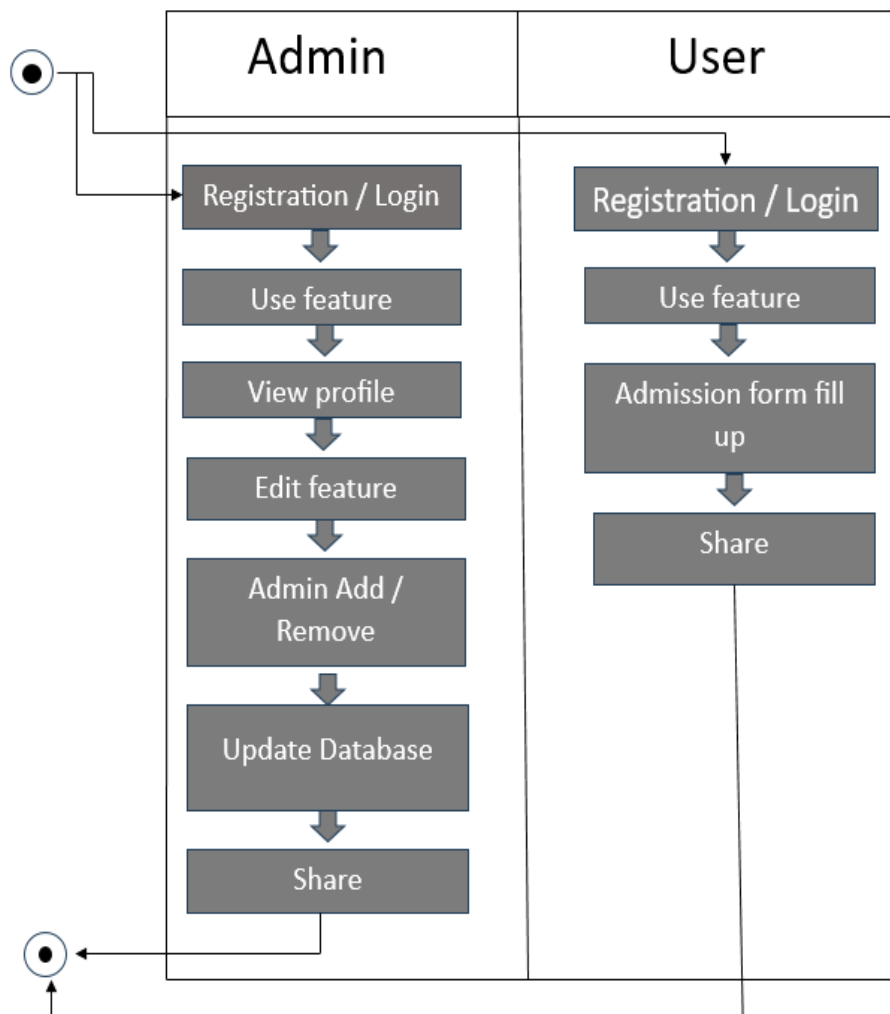 Admin
User
Registration / Login
Use feature
View profile
Edit feature
Admin Add /
Remove
Update Database
Share
Registration / Login
Use feature
Admission form fill
up
Share